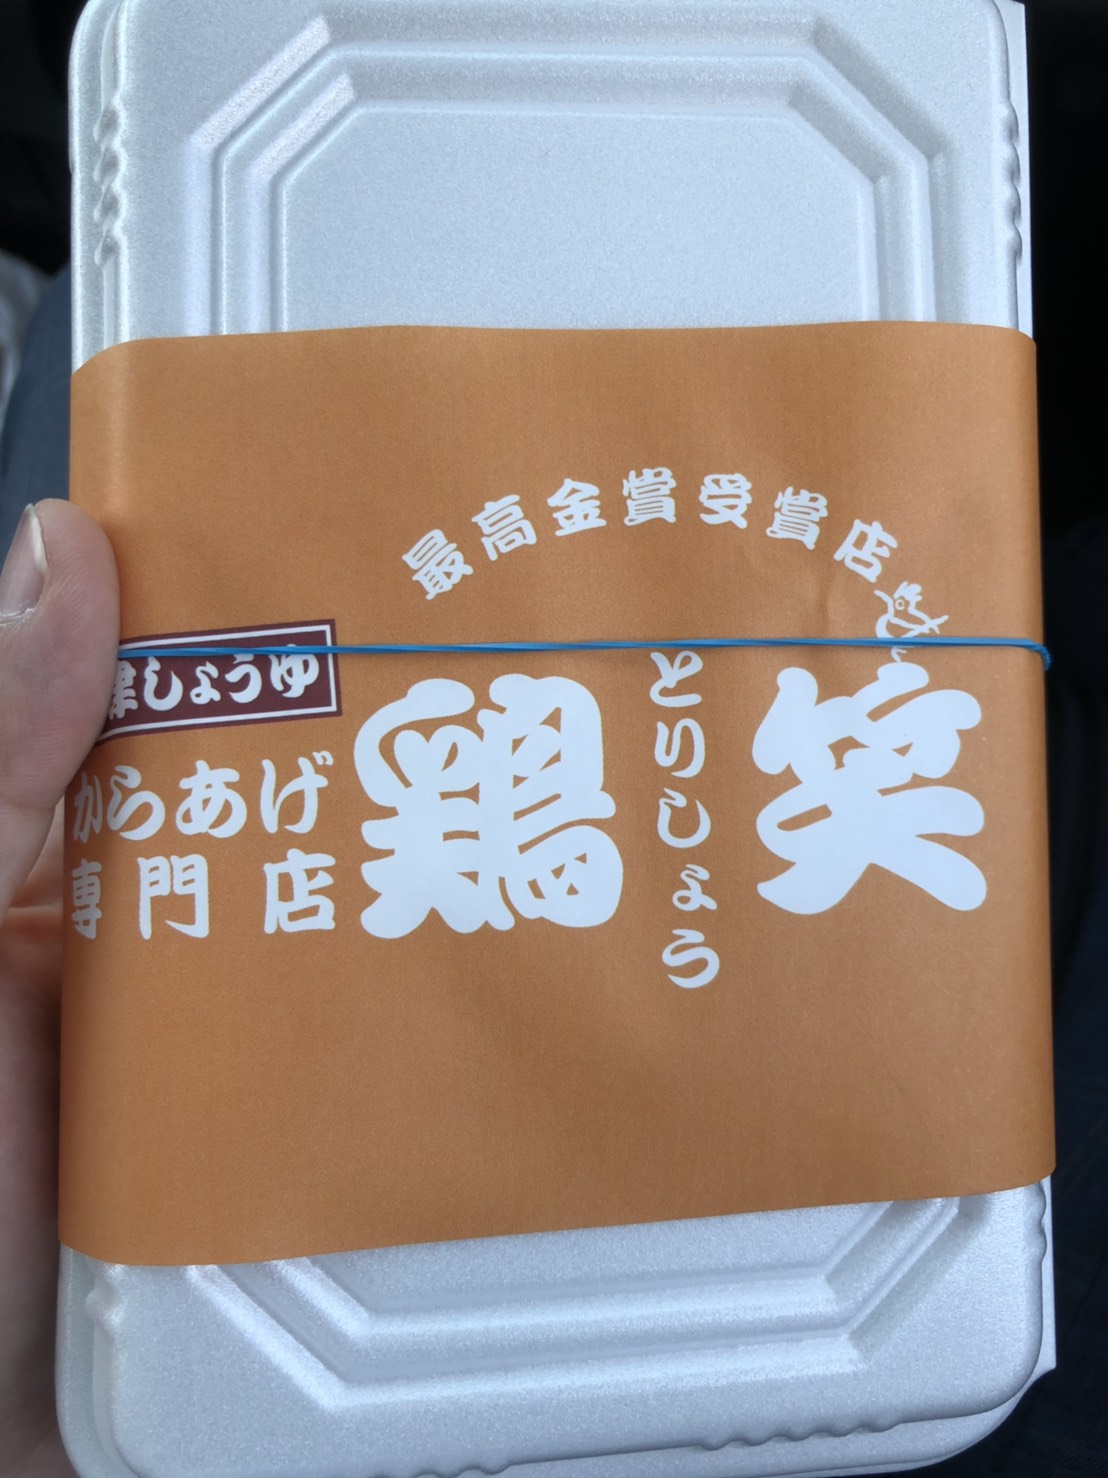 最高金賞受賞店
津しょうゆ
からあげ
専門店
鶏笑
とりしょう